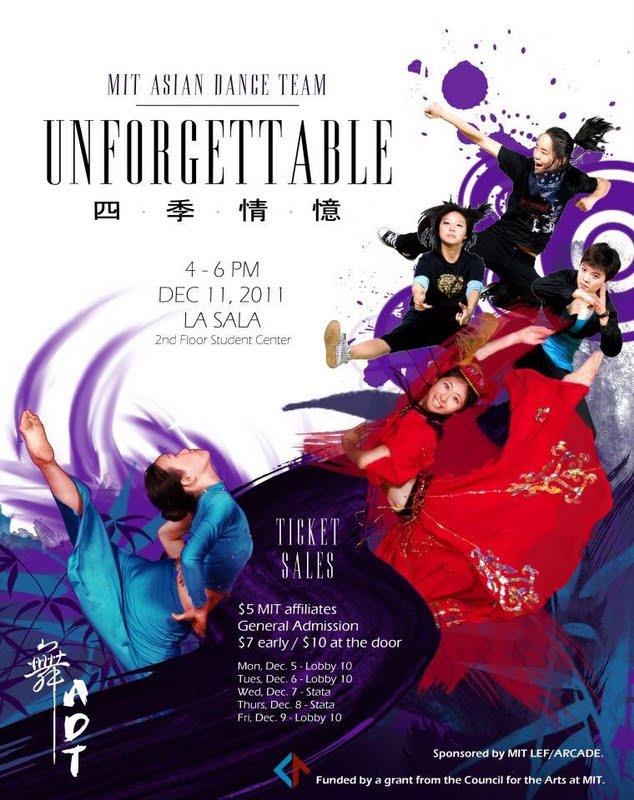 MIT ASIAN DANCE TEAM
UNFORGETTABLE
四 · 季 · 情 · 憶
4 - 6 PM
DEC 11, 2011
LA SALA
2nd Floor Student Center
TICKET
SALES
$5 MIT affiliates
General Admission
$7 early / $10 at the door
Mon, Dec. 5 - Lobby 10
Tues, Dec. 6 - Lobby 10
Wed, Dec. 7 - Stata
Thurs, Dec. 8 - Stata
Fri, Dec. 9 - Lobby 10
舞
ADT
Sponsored by MIT LEF/ARCADE.
Funded by a grant from the Council for the Arts at MIT.